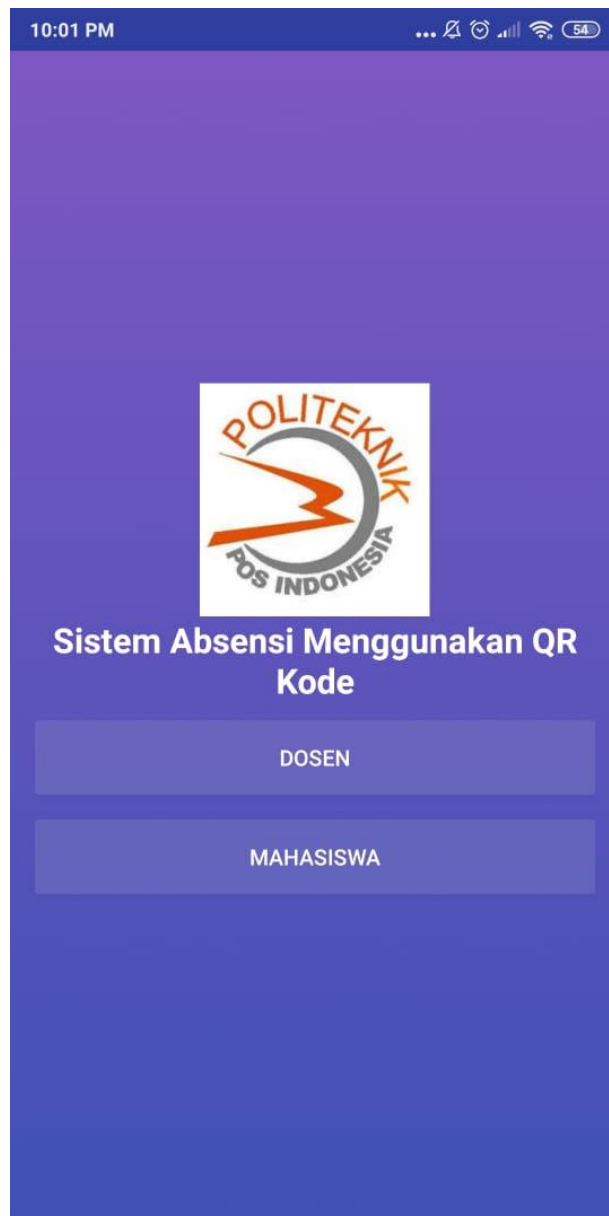 10:01 PM
54
POLITEKNIK
POS INDONESIA
Sistem Absensi Menggunakan QR
Kode
DOSEN
MAHASISWA